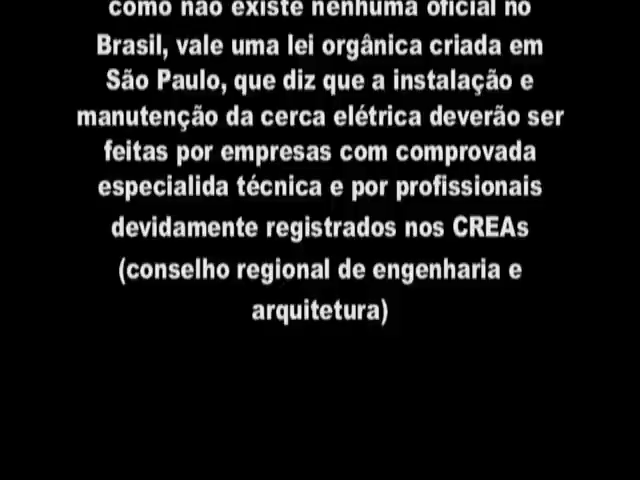 como não existe nenhuma oficial no
Brasil, vale uma lei orgânica criada em
São Paulo, que diz que a instalação e
manutenção da cerca elétrica deverão ser
feitas por empresas com comprovada
especialida técnica e por profissionais
devidamente registrados nos CREAs
(conselho regional de engenharia e
arquitetura)